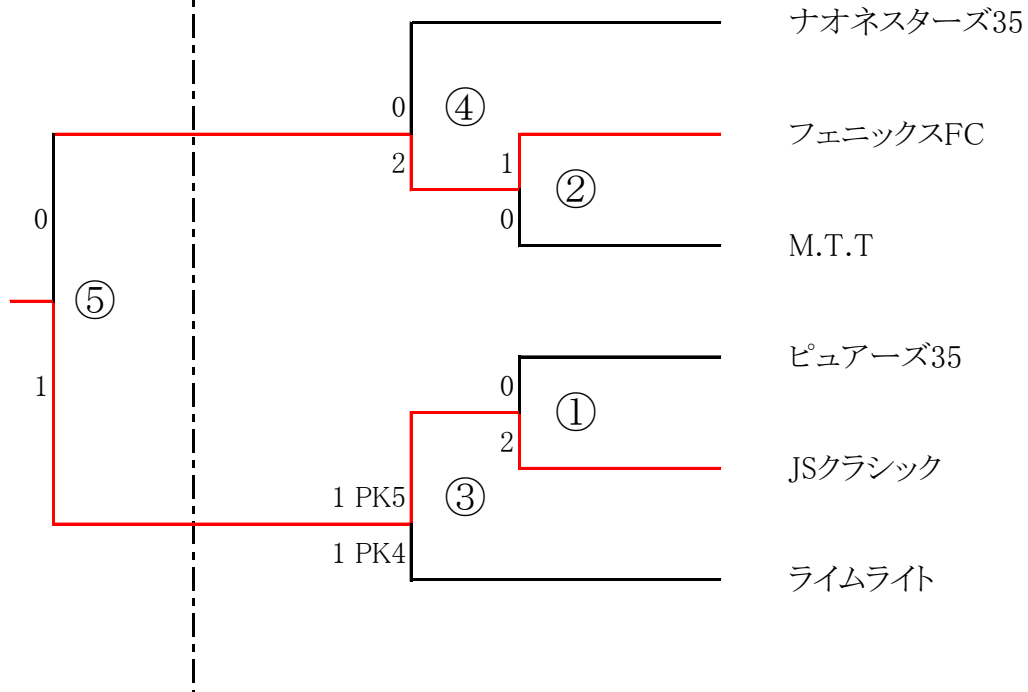 ナオネスターズ35
0 ④
フェニックスFC
2 1
②
0 0
M.T.T
⑤
ピュアーズ35
1 0
①
2
JSクラシック
1 PK5 ③
1 PK4
ライムライト